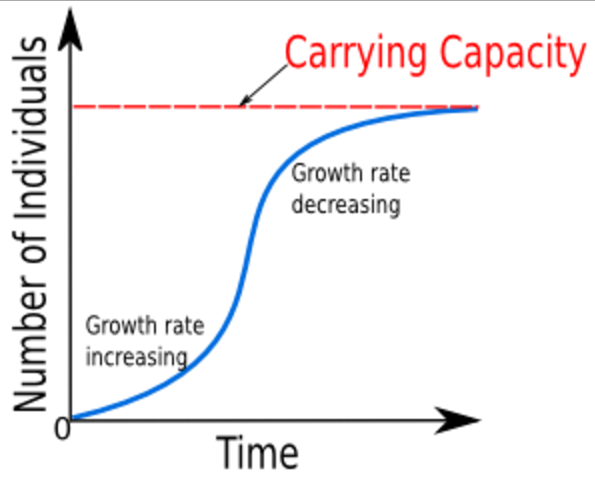 Carrying Capacity
Number of Individuals
Growth rate
decreasing
Growth rate
increasing
0
Time